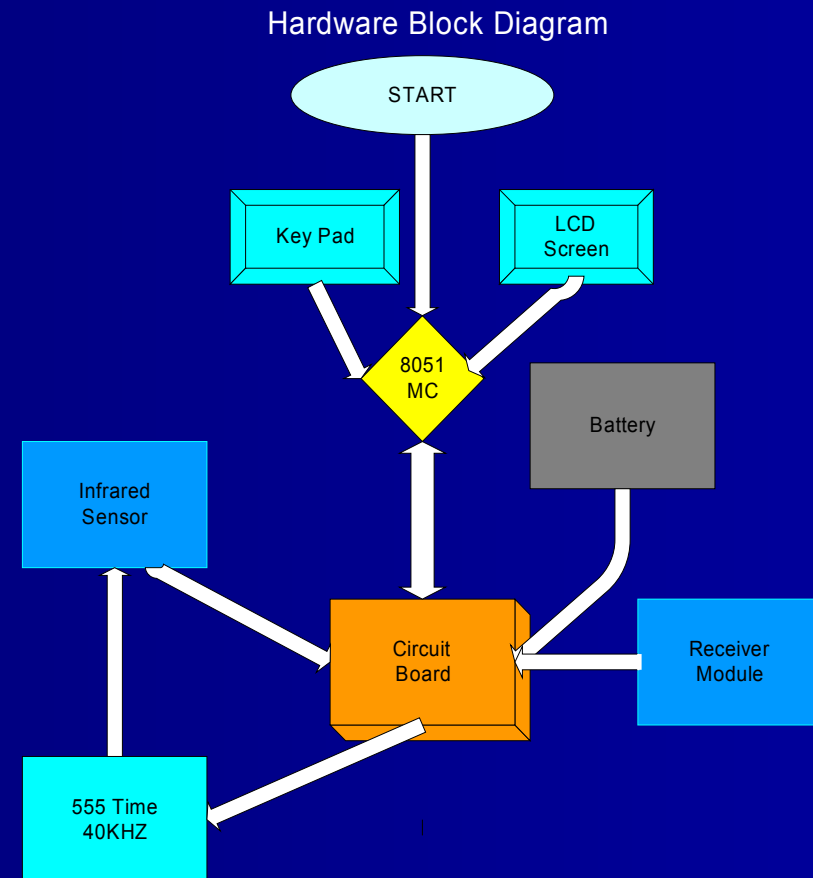 Hardware Block Diagram
START
Key Pad
LCD
Screen
8051
MC
Battery
Infrared
Sensor
Circuit
Board
Receiver
Module
555 Time
40KHZ